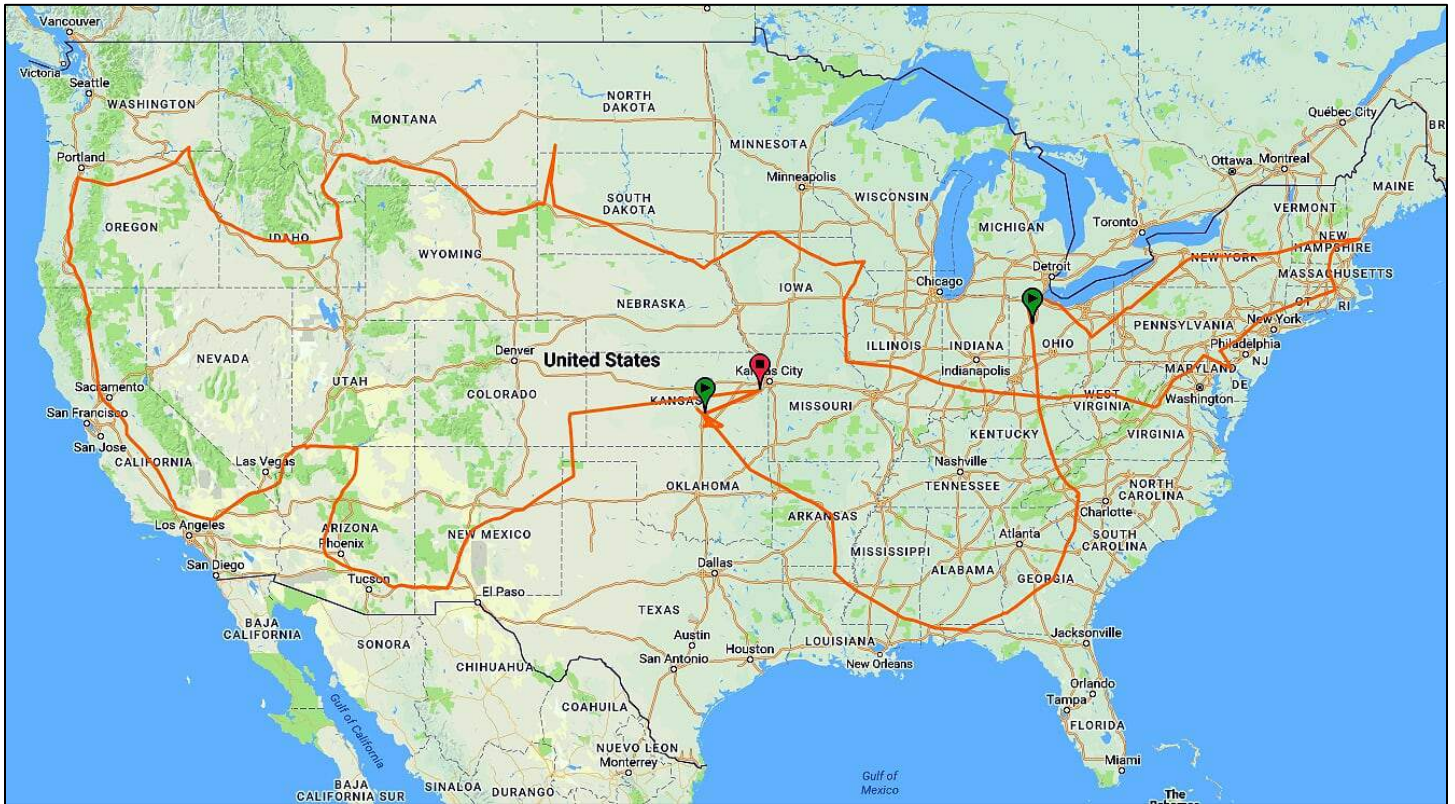 Vancouver
Victoria
Seattle
WASHINGTON
NORTH
DAKOTA
MONTANA
MINNESOTA
Québec City
Ottawa
Montreal
MAINE
Portland
Minneapolis
WISCONSIN
SOUTH
DAKOTA
MICHIGAN
Toronto
VERMONT
NEW
HAMPSHIRE
OREGON
IDAHO
WYOMING
Detroit
NEW YORK
MASSACHUSETTS
CT
RI
Chicago
IOWA
NEBRASKA
New York
PENNSYLVANIA
Philadelphia
NJ
NEVADA
UTAH
Denver
United States
ILLINOIS
INDIANA
OHIO
Indianapolis
MARYLAND
DE
Washington
Sacramento
San Francisco
San Jose
COLORADO
KANSAS
Kansas City
MISSOURI
WEST
VIRGINIA
VIRGINIA
KENTUCKY
CALIFORNIA
Las Vegas
Nashville
TENNESSEE
NORTH
CAROLINA
Charlotte
OKLAHOMA
ARKANSAS
Los Angeles
ARIZONA
Phoenix
NEW MEXICO
MISSISSIPPI
Atlanta
SOUTH
CAROLINA
San Diego
Tucson
El Paso
Dallas
ALABAMA
GEORGIA
TEXAS
BAJA
CALIFORNIA
SONORA
Austin
San Antonio
Houston
LOUISIANA
New Orleans
Jacksonville
CHIHUAHUA
Orlando
Tampa
FLORIDA
Gulf of California
COAHUILA
NUEVO LEON
Monterrey
Miami
BAJA
CALIFORNIA SUR
SINALOA
DURANGO
Gulf of
Mexico
The